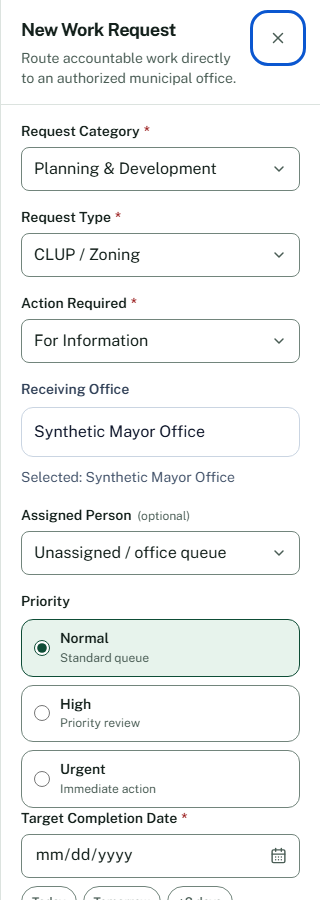 New Work Request
Route accountable work directly
to an authorized municipal office.
Request Category *
Planning & Development
Request Type *
CLUP / Zoning
Action Required *
For Information
Receiving Office
Synthetic Mayor Office
Selected: Synthetic Mayor Office
Assigned Person (optional)
Unassigned / office queue
Priority
Normal
Standard queue
High
Priority review
Urgent
Immediate action
Target Completion Date *
mm/dd/yyyy